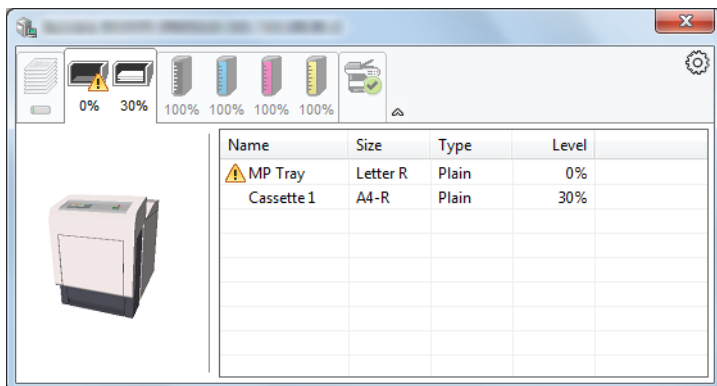 0% 30% 100% 100% 100% 100%
Name Size Type Level
MP Tray Letter R Plain 0%
Cassette 1 A4-R Plain 30%